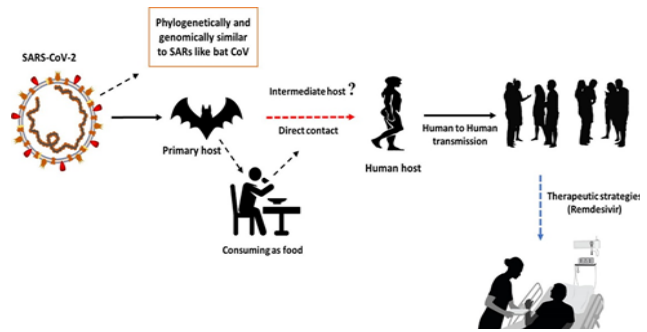 Phylogenetically and
genomically similar
to SARs like bat CoV
SARS-CoV-2
Intermediate host ?
Direct contact
Primary host
Human host
Human to Human
transmission
Consuming as food
Therapeutic strategies
(Remdesivir)